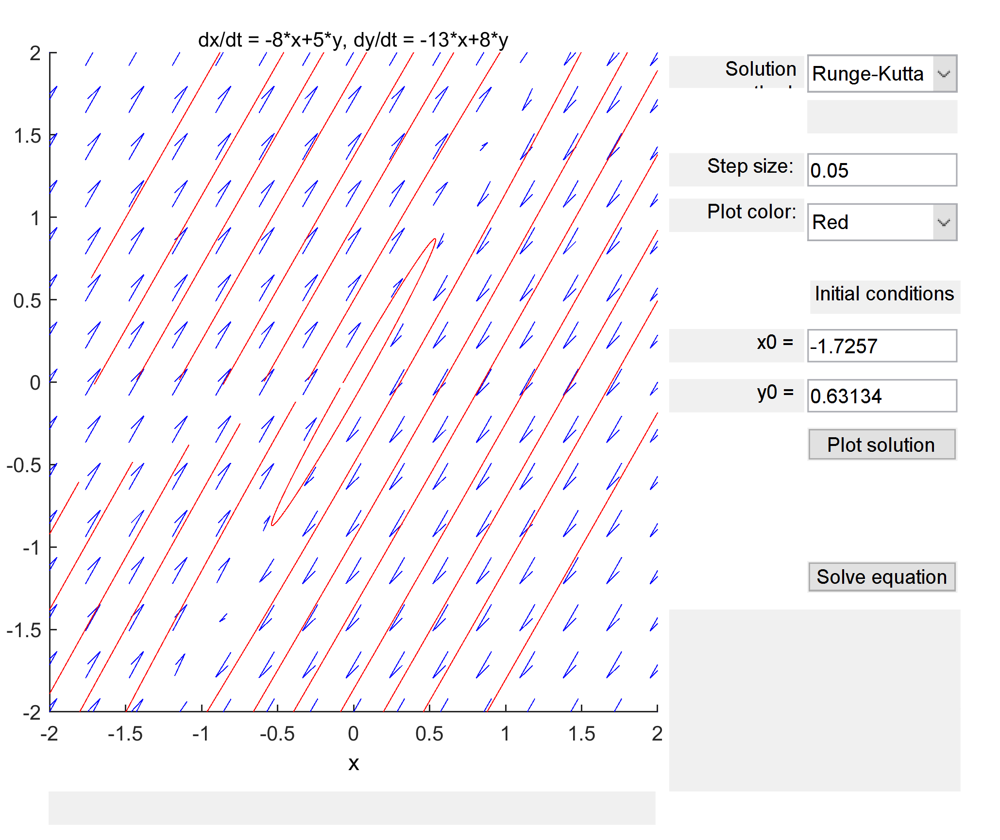 dx/dt = -8*x+5*y, dy/dt = -13*x+8*y
2
1.5
1
0.5
0
-0.5
-1
-1.5
-2
-2 -1.5 -1 -0.5 0 0.5 1 1.5 2
x
Solution
Runge-Kutta
Step size:
0.05
Plot color:
Red
Initial conditions
x0 =
-1.7257
y0 =
0.63134
Plot solution
Solve equation